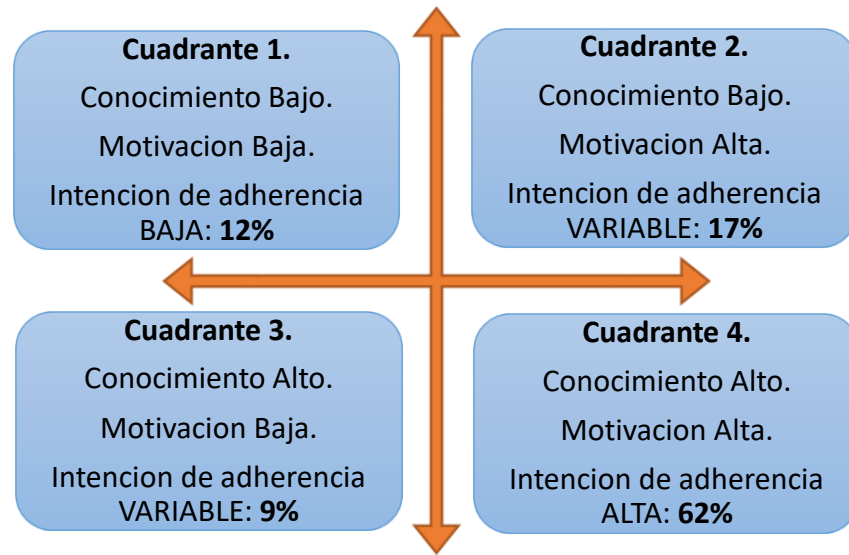 Cuadrante 1.
Conocimiento Bajo.
Motivacion Baja.
Intencion de adherencia
BAJA: 12%
Cuadrante 2.
Conocimiento Bajo.
Motivacion Alta.
Intencion de adherencia
VARIABLE: 17%
Cuadrante 3.
Conocimiento Alto.
Motivacion Baja.
Intencion de adherencia
VARIABLE: 9%
Cuadrante 4.
Conocimiento Alto.
Motivacion Alta.
Intencion de adherencia
ALTA: 62%